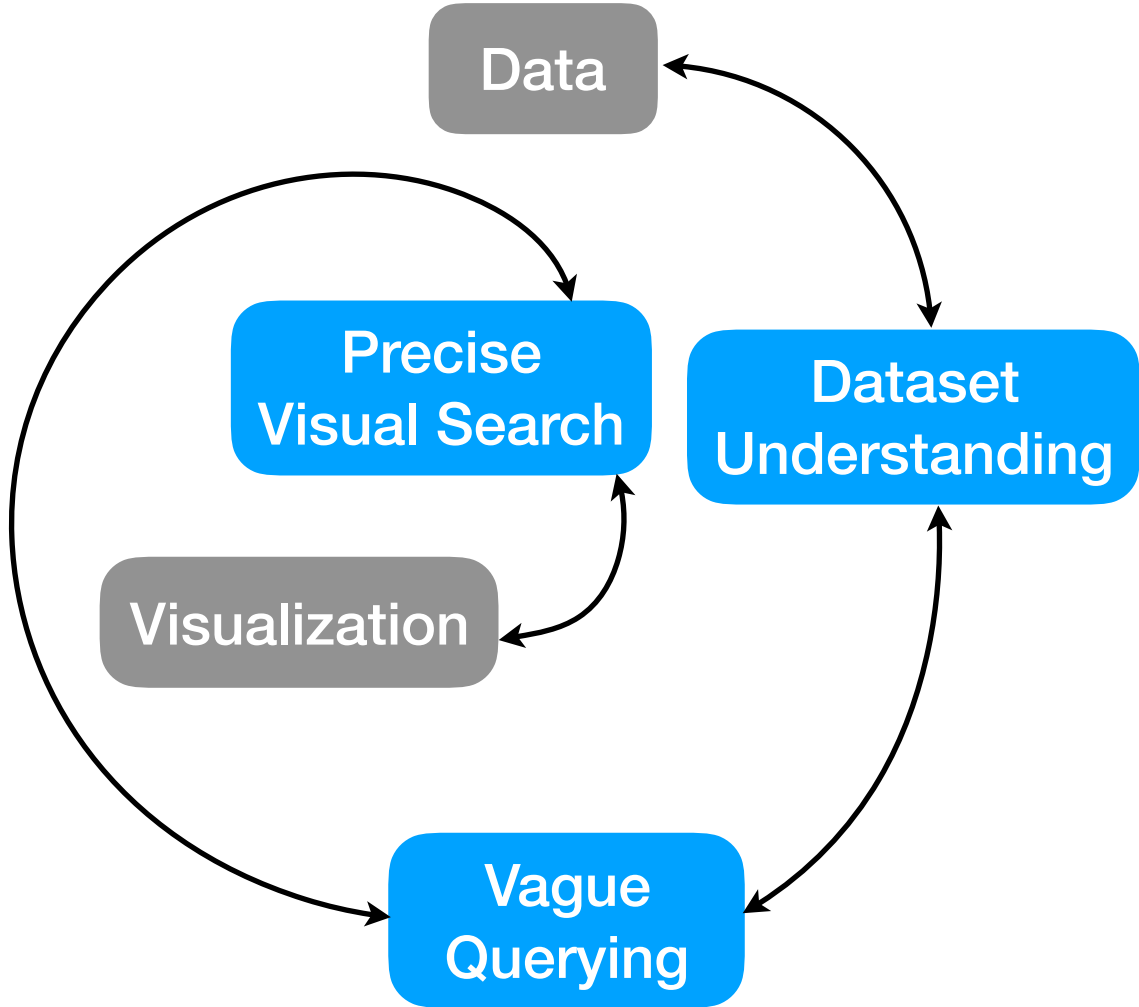 Data
Precise
Visual Search
Dataset
Understanding
Visualization
Vague
Querying